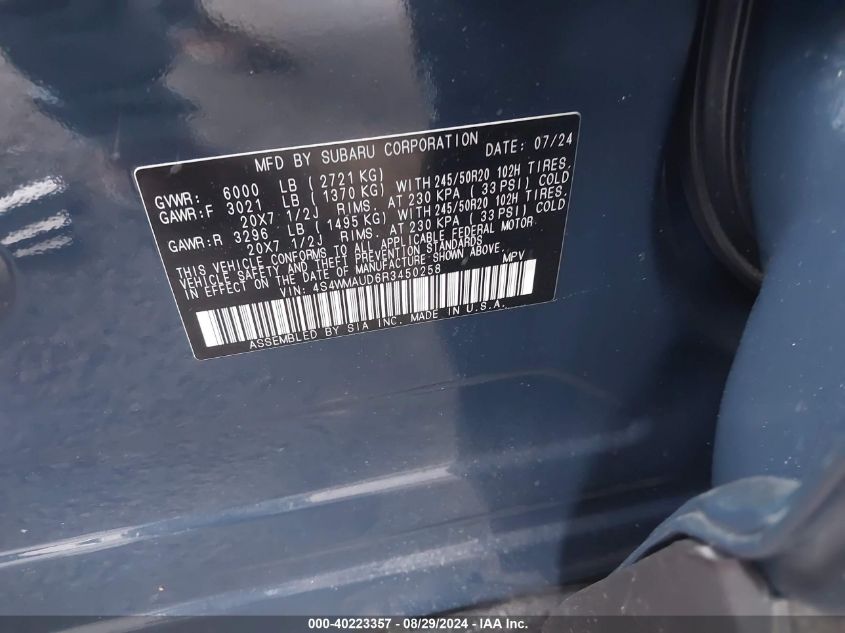 MFD BY SUBARU CORPORATION DATE: 07/24
GVWR: 6000 LB ( 2721 KG)
GAWR:F 3021 LB ( 1370 KG) WITH 245/50R20 102H TIRES,
20X7 1/2J RIMS, AT 230 KPA ( 33 PSI) COLD
GAWR:R 3296 LB ( 1495 KG) WITH 245/50R20 102H TIRES,
20X7 1/2J RIMS, AT 230 KPA ( 33 PSI) COLD
THIS VEHICLE CONFORMS TO ALL APPLICABLE FEDERAL MOTOR
VEHICLE SAFETY AND THEFT PREVENTION STANDARDS
IN EFFECT ON THE DATE OF MANUFACTURE SHOWN ABOVE.
VIN: 4S4WMAUD6R3450258 MPV
ASSEMBLED BY SIA INC. MADE IN U.S.A.
000-40223357 - 08/29/2024 - IAA Inc.